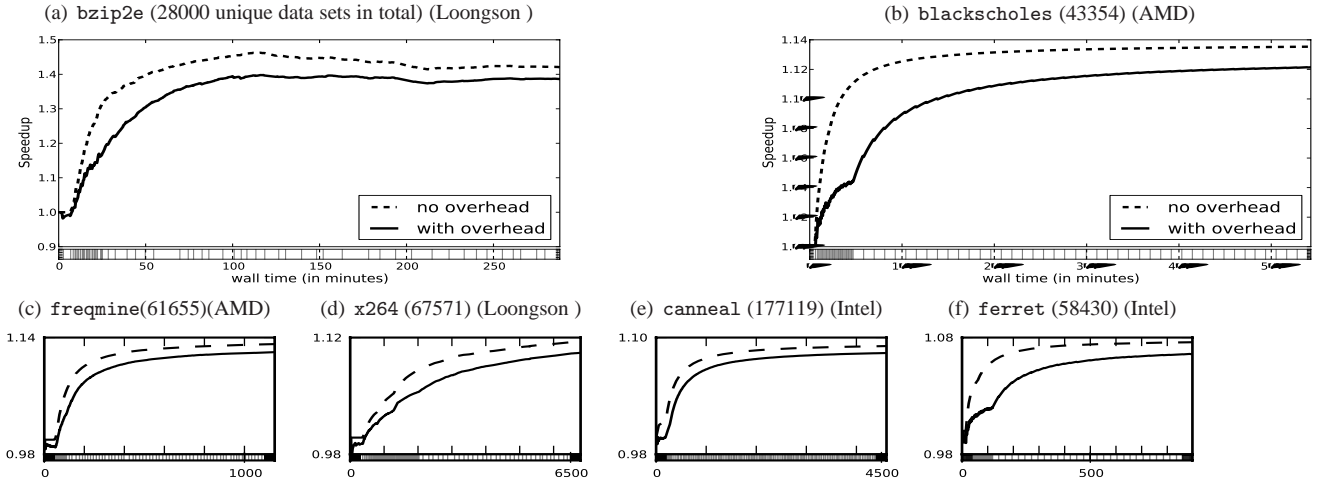 (a) bzip2e (28000 unique data sets in total) (Loongson )
1.5
1.4
1.3
1.2
1.1
1.0
0.9
Speedup
no overhead
with overhead
0 50 100 150 200 250
wall time (in minutes)
(b) blackscholes (43354) (AMD)
1.14
1.12
Speedup
no overhead
with overhead
wall time (in minutes)
(c) freqmine(61655)(AMD)
1.14
0.98
0 1000
(d) x264 (67571) (Loongson )
1.12
0.98
0 6500
(e) canneal (177119) (Intel)
1.10
0.98
0 4500
(f) ferret (58430) (Intel)
1.08
0.98
0 500